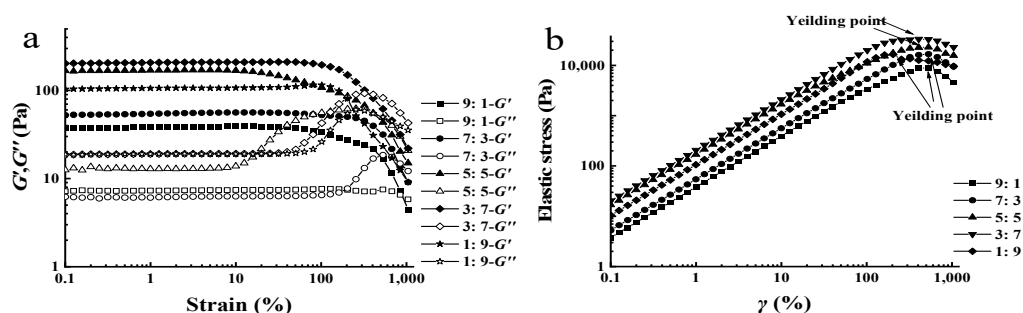 a
G′,G″ (Pa)
100
10
1
0.1 1 10 100 1,000
Strain (%)
9: 1-G′
9: 1-G″
7: 3-G′
7: 3-G″
5: 5-G′
5: 5-G″
3: 7-G′
3: 7-G″
1: 9-G′
1: 9-G″
b
Yeilding point
Yeilding point
Elastic stress (Pa)
10,000
100
1
0.1 1 10 100 1,000
γ (%)
9: 1
7: 3
5: 5
3: 7
1: 9